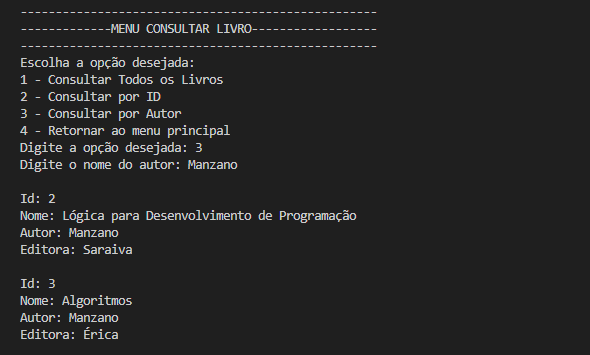 ---------------------------------------------------
-------------MENU CONSULTAR LIVRO------------------
---------------------------------------------------
Escolha a opção desejada:
1 - Consultar Todos os Livros
2 - Consultar por ID
3 - Consultar por Autor
4 - Retornar ao menu principal
Digite a opção desejada: 3
Digite o nome do autor: Manzano
Id: 2
Nome: Lógica para Desenvolvimento de Programação
Autor: Manzano
Editora: Saraiva
Id: 3
Nome: Algoritmos
Autor: Manzano
Editora: Érica